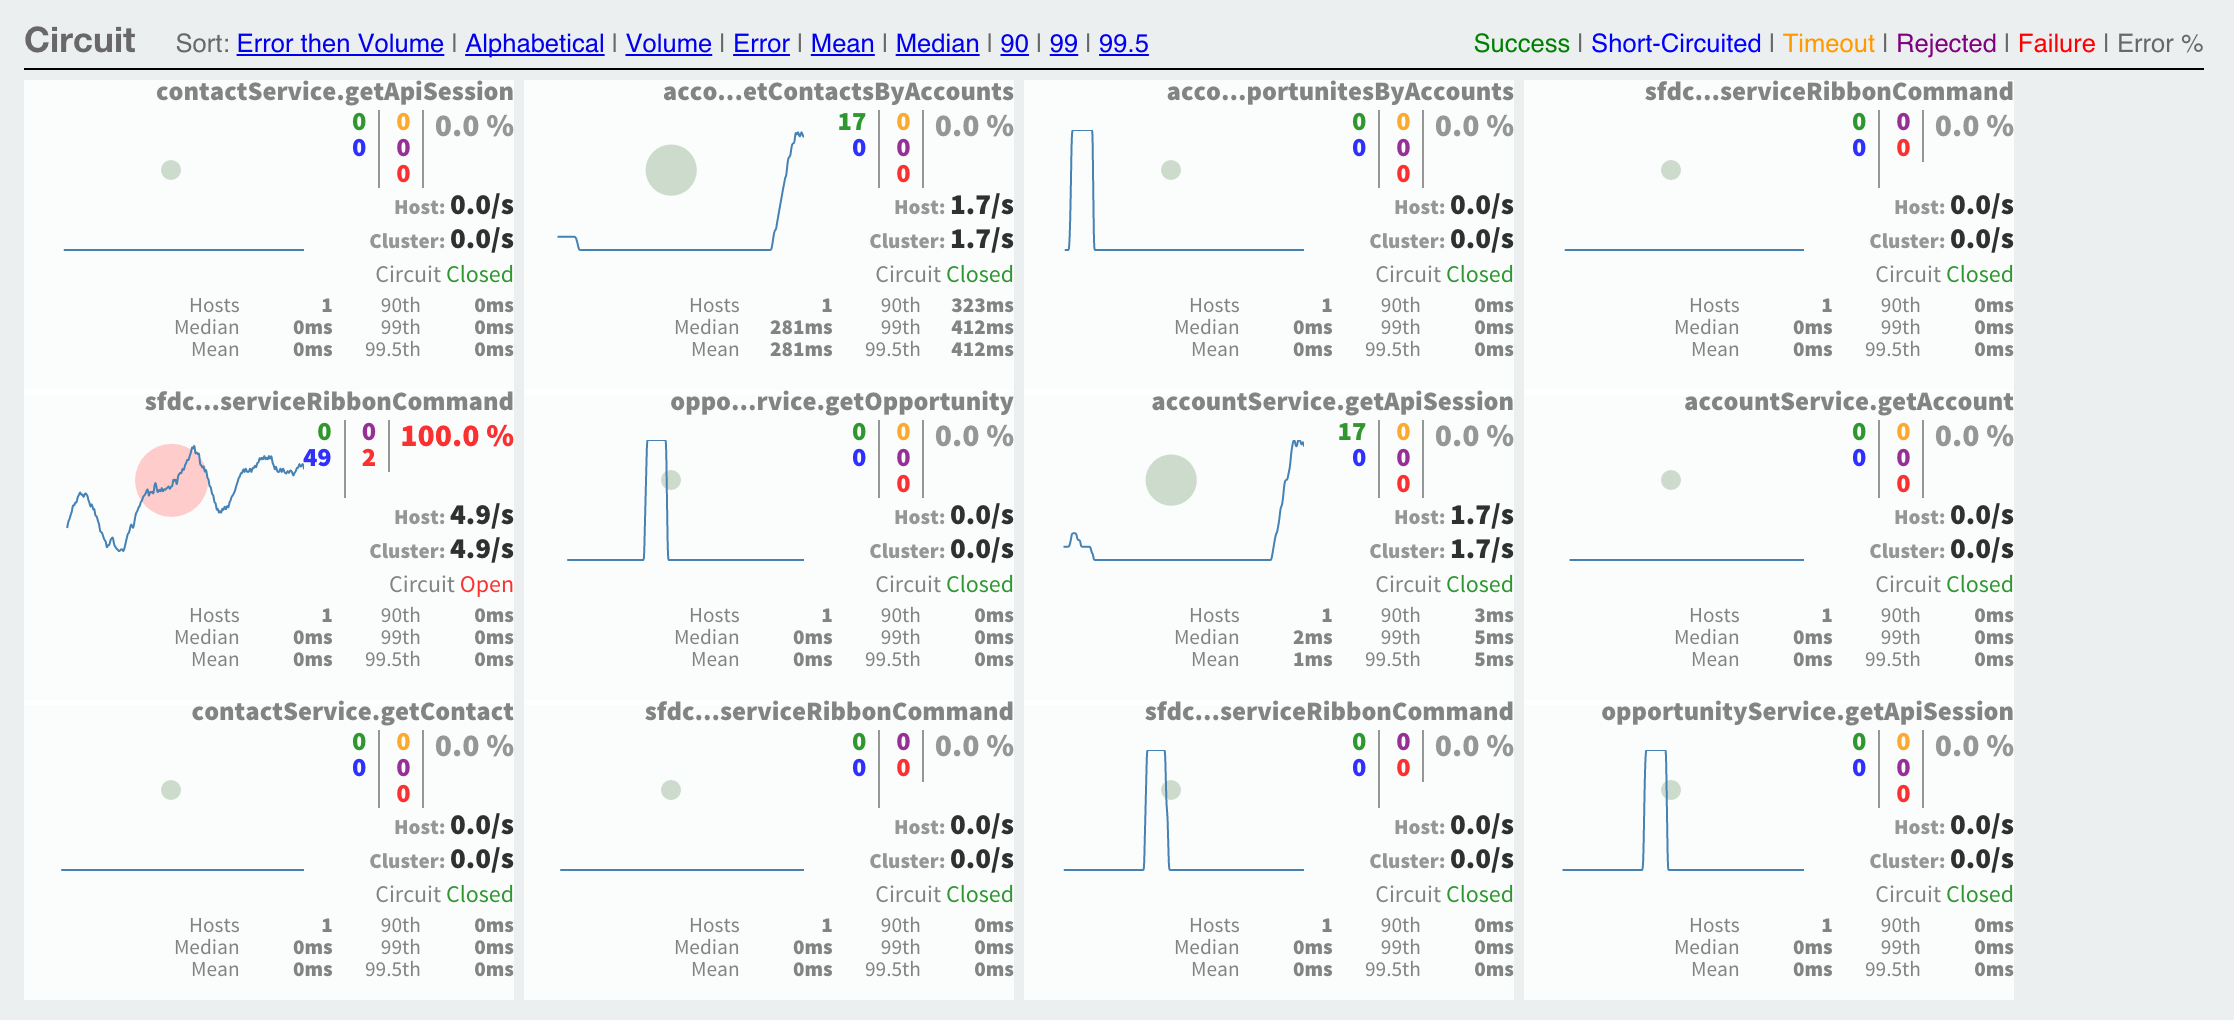 Circuit Sort: Error then Volume | Alphabetical | Volume | Error | Mean | Median | 90 | 99 | 99.5 Success | Short-Circuited | Timeout | Rejected | Failure | Error %
contactService.getApiSession
0 0 0.0 %
0 0
0
Host: 0.0/s
Cluster: 0.0/s
Circuit Closed
Hosts 1 90th 0ms
Median 0ms 99th 0ms
Mean 0ms 99.5th 0ms
acco...etContactsByAccounts
17 0 0.0 %
0 0
0
Host: 1.7/s
Cluster: 1.7/s
Circuit Closed
Hosts 1 90th 323ms
Median 281ms 99th 412ms
Mean 281ms 99.5th 412ms
acco...portunitesByAccounts
0 0 0.0 %
0 0
0
Host: 0.0/s
Cluster: 0.0/s
Circuit Closed
Hosts 1 90th 0ms
Median 0ms 99th 0ms
Mean 0ms 99.5th 0ms
sfdc...serviceRibbonCommand
0 0 0.0 %
0 0
Host: 0.0/s
Cluster: 0.0/s
Circuit Closed
Hosts 1 90th 0ms
Median 0ms 99th 0ms
Mean 0ms 99.5th 0ms
sfdc...serviceRibbonCommand
0 0 100.0 %
49 2
Host: 4.9/s
Cluster: 4.9/s
Circuit Open
Hosts 1 90th 0ms
Median 0ms 99th 0ms
Mean 0ms 99.5th 0ms
oppo...rvice.getOpportunity
0 0 0.0 %
0 0
0
Host: 0.0/s
Cluster: 0.0/s
Circuit Closed
Hosts 1 90th 0ms
Median 0ms 99th 0ms
Mean 0ms 99.5th 0ms
accountService.getApiSession
17 0 0.0 %
0 0
0
Host: 1.7/s
Cluster: 1.7/s
Circuit Closed
Hosts 1 90th 3ms
Median 2ms 99th 5ms
Mean 1ms 99.5th 5ms
accountService.getAccount
0 0 0.0 %
0 0
0
Host: 0.0/s
Cluster: 0.0/s
Circuit Closed
Hosts 1 90th 0ms
Median 0ms 99th 0ms
Mean 0ms 99.5th 0ms
contactService.getContact
0 0 0.0 %
0 0
0
Host: 0.0/s
Cluster: 0.0/s
Circuit Closed
Hosts 1 90th 0ms
Median 0ms 99th 0ms
Mean 0ms 99.5th 0ms
sfdc...serviceRibbonCommand
0 0 0.0 %
0 0
Host: 0.0/s
Cluster: 0.0/s
Circuit Closed
Hosts 1 90th 0ms
Median 0ms 99th 0ms
Mean 0ms 99.5th 0ms
sfdc...serviceRibbonCommand
0 0 0.0 %
0 0
Host: 0.0/s
Cluster: 0.0/s
Circuit Closed
Hosts 1 90th 0ms
Median 0ms 99th 0ms
Mean 0ms 99.5th 0ms
opportunityService.getApiSession
0 0 0.0 %
0 0
0
Host: 0.0/s
Cluster: 0.0/s
Circuit Closed
Hosts 1 90th 0ms
Median 0ms 99th 0ms
Mean 0ms 99.5th 0ms